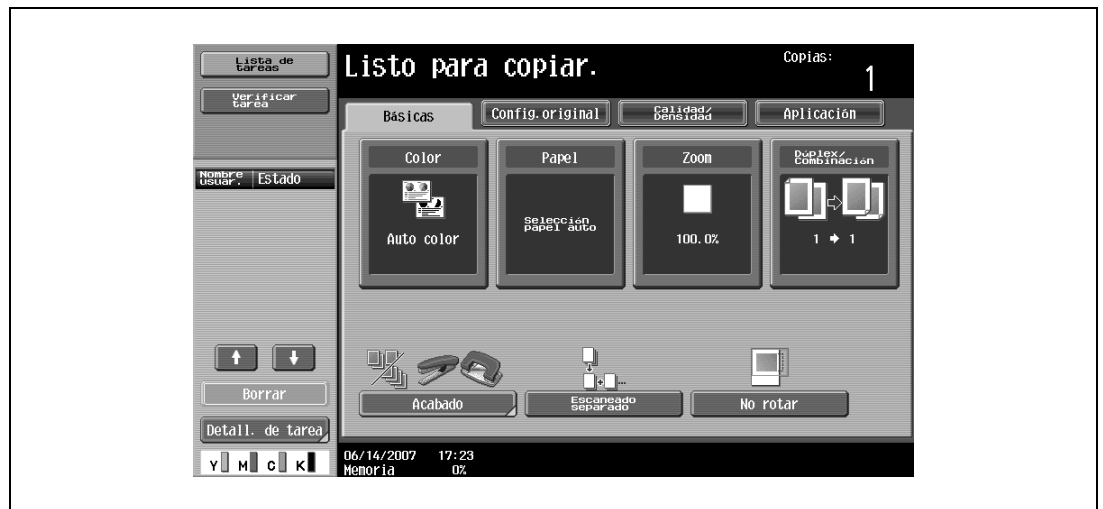 Lista de
tareas
Listo para copiar.
Copias:
1
Verificar
tarea
Básicas
Config.original
Calidad/
Densidad
Aplicación
Color
Papel
Zoom
Dúplex/
Combinación
Nombre
usuar.
Estado
Selección
papel auto
Auto color
100.0%
1 → 1
Borrar
Acabado
Escaneado
separado
No rotar
Detall. de tarea
Y M C K
06/14/2007 17:23
Memoria 0%